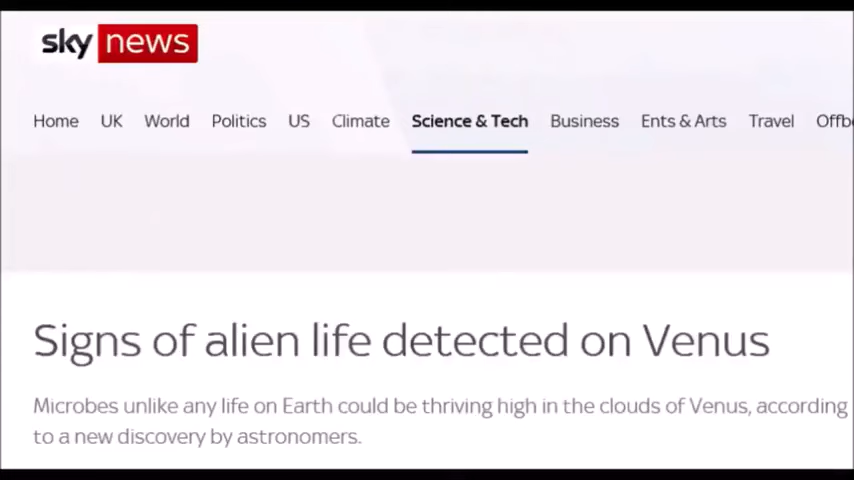 sky news
Home UK World Politics US Climate Science & Tech Business Ents & Arts Travel
Signs of alien life detected on Venus
Microbes unlike any life on Earth could be thriving high in the clouds of Venus, according
to a new discovery by astronomers.